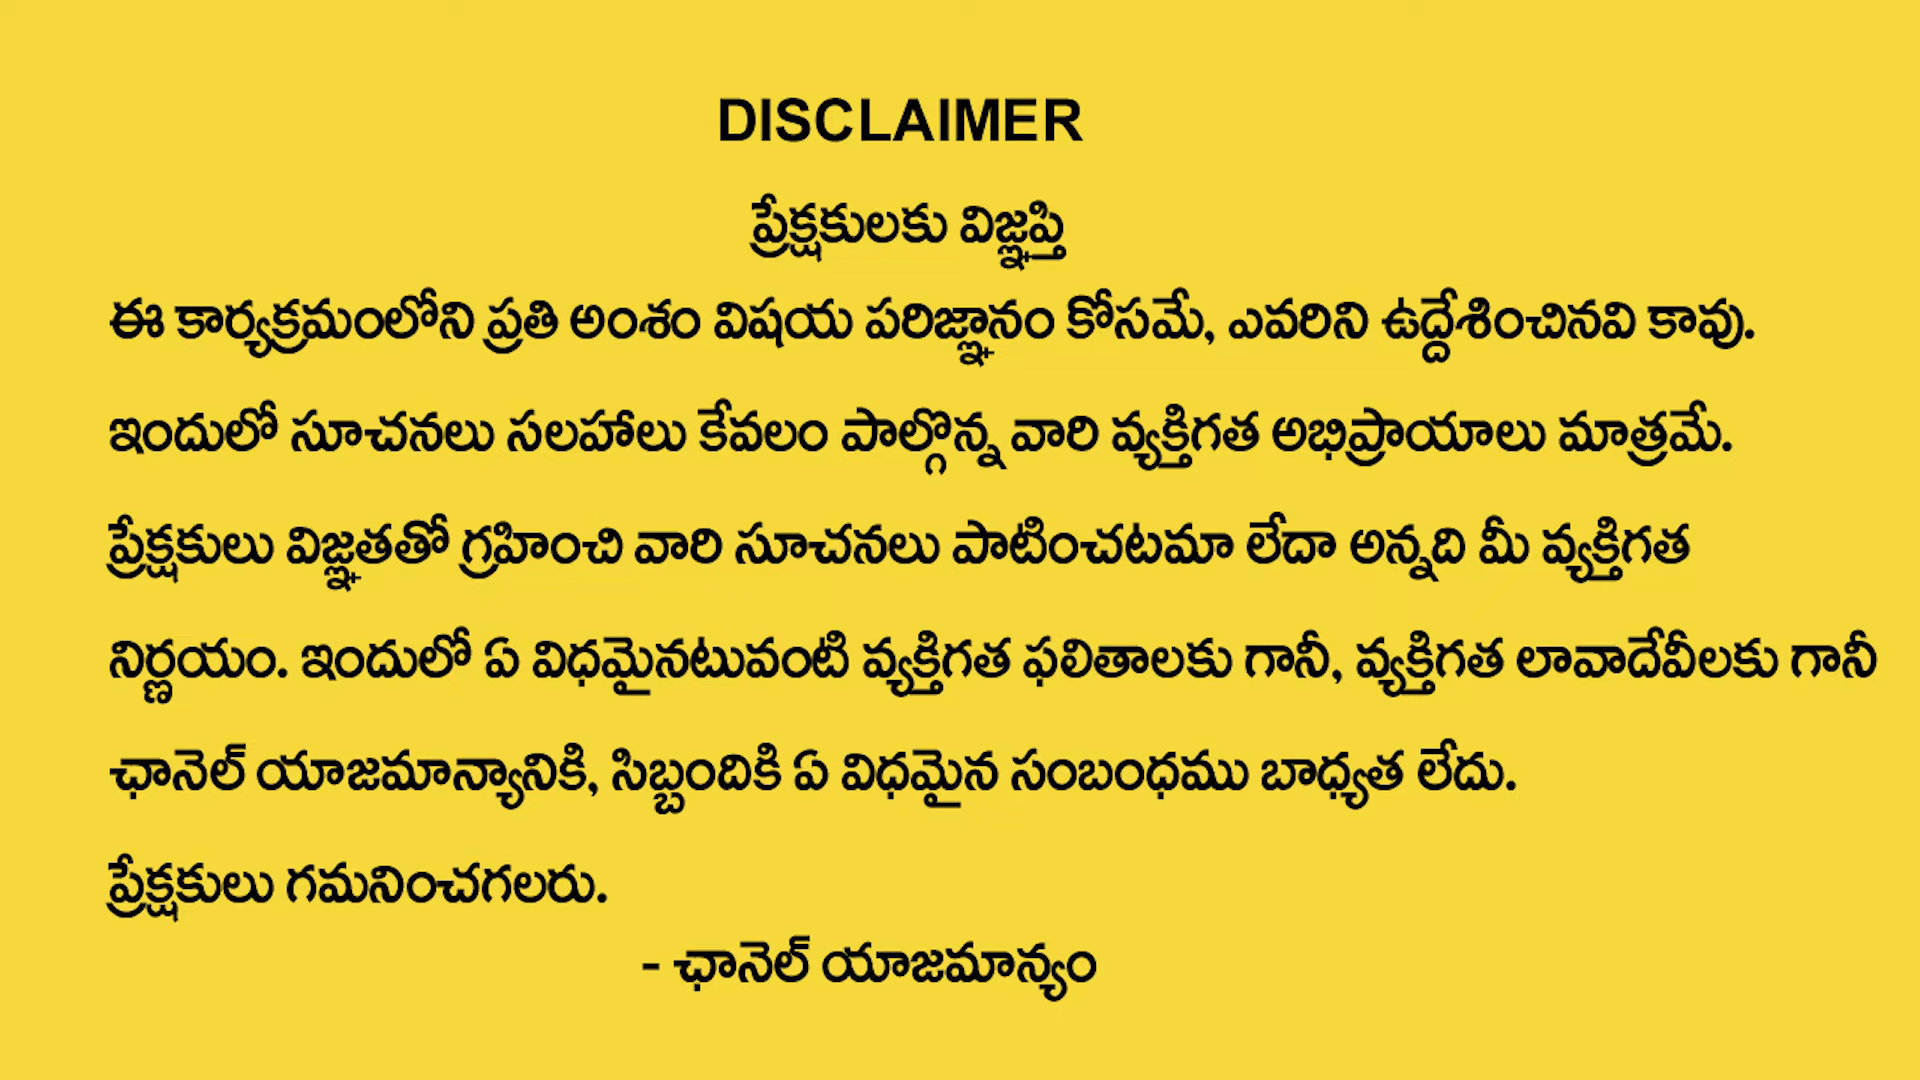 DISCLAIMER
ప్రేక్షకులకు విజ్ఞప్తి
ఈ కార్యక్రమంలోని ప్రతి అంశం విషయ పరిజ్ఞానం కోసమే, ఎవరిని ఉద్దేశించినవి కావు.
ఇందులో సూచనలు సలహాలు కేవలం పాల్గొన్న వారి వ్యక్తిగత అభిప్రాయాలు మాత్రమే.
ప్రేక్షకులు విజ్ఞతతో గ్రహించి వారి సూచనలు పాటించటమా లేదా అన్నది మీ వ్యక్తిగత
నిర్ణయం. ఇందులో ఏ విధమైనటువంటి వ్యక్తిగత ఫలితాలకు గానీ, వ్యక్తిగత లావాదేవీలకు గానీ
ఛానెల్ యాజమాన్యానికి, సిబ్బందికి ఏ విధమైన సంబంధము బాధ్యత లేదు.
ప్రేక్షకులు గమనించగలరు.
- ఛానెల్ యాజమాన్యం